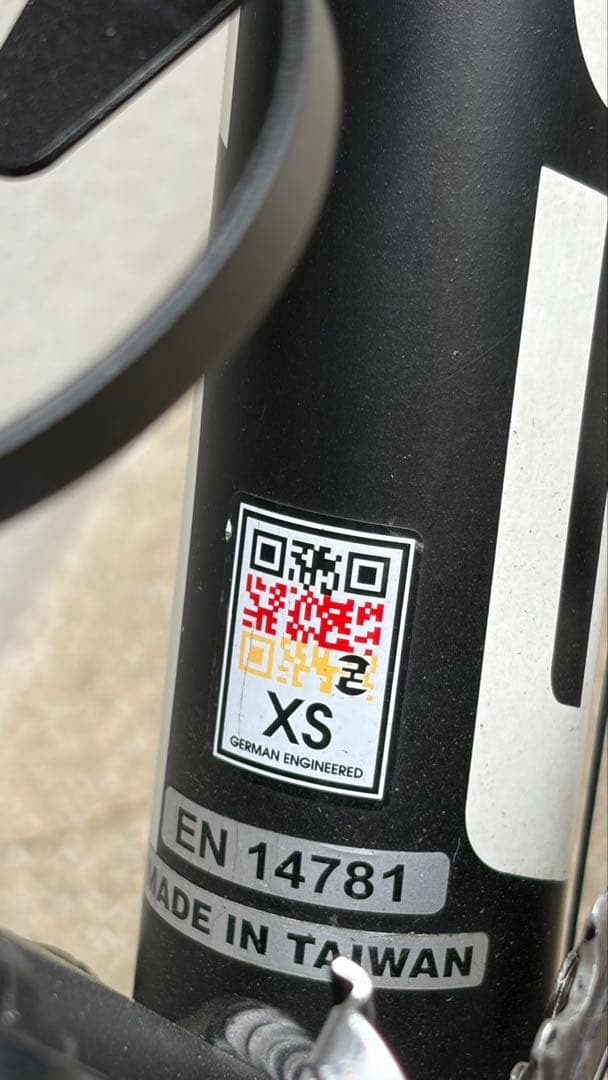 XS
GERMAN ENGINEERED
EN 14781
MADE IN TAIWAN